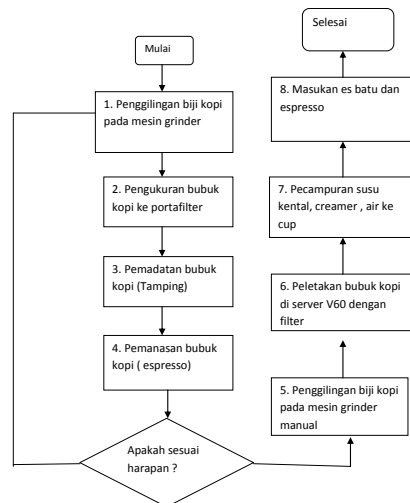 Mulai
1. Penggilingan biji kopi
pada mesin grinder
2. Pengukuran bubuk
kopi ke portafilter
3. Pemadatan bubuk
kopi (Tamping)
4. Pemanasan bubuk
kopi ( espresso)
Apakah sesuai
harapan ?
5. Penggilingan biji kopi
pada mesin grinder
manual
6. Peletakan bubuk kopi
di server V60 dengan
filter
7. Pecampuran susu
kental, creamer , air ke
cup
8. Masukan es batu dan
espresso
Selesai